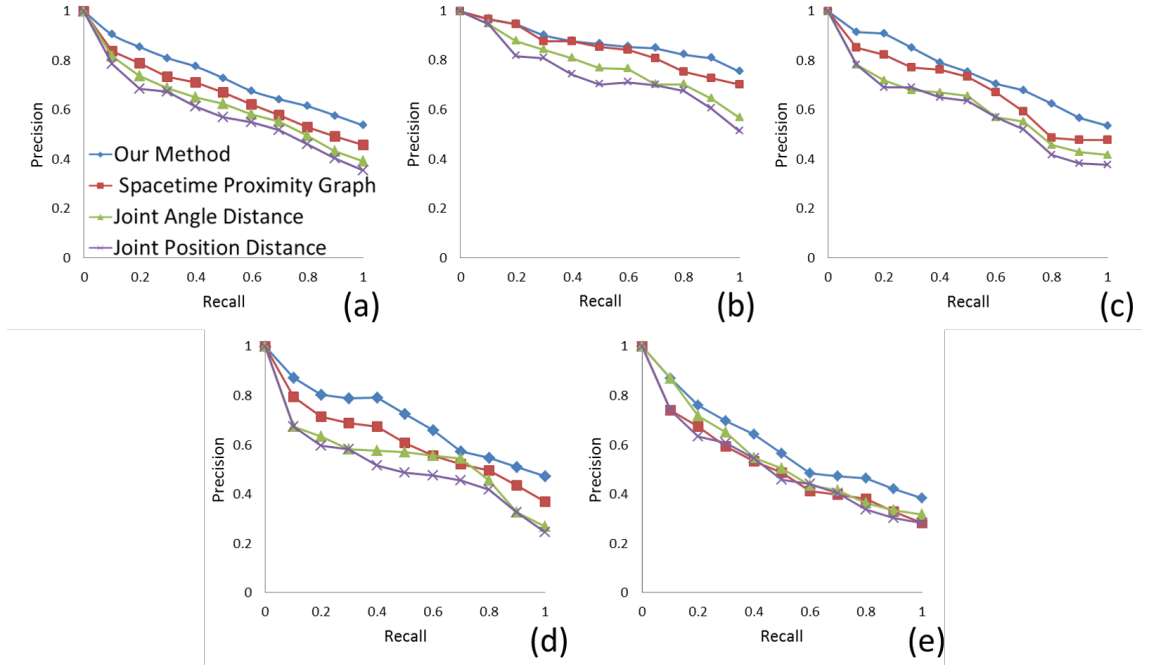 1
0.8
0.6
0.4
0.2
0
Precision
Our Method
Spacetime Proximity Graph
Joint Angle Distance
Joint Position Distance
0 0.2 0.4 0.6 0.8 1
Recall
(a)
1
0.8
0.6
0.4
0.2
0
Precision
0 0.2 0.4 0.6 0.8 1
Recall
(b)
1
0.8
0.6
0.4
0.2
0
Precision
0 0.2 0.4 0.6 0.8 1
Recall
(c)
1
0.8
0.6
0.4
0.2
0
Precision
0 0.2 0.4 0.6 0.8 1
Recall
(d)
1
0.8
0.6
0.4
0.2
0
Precision
0 0.2 0.4 0.6 0.8 1
Recall
(e)